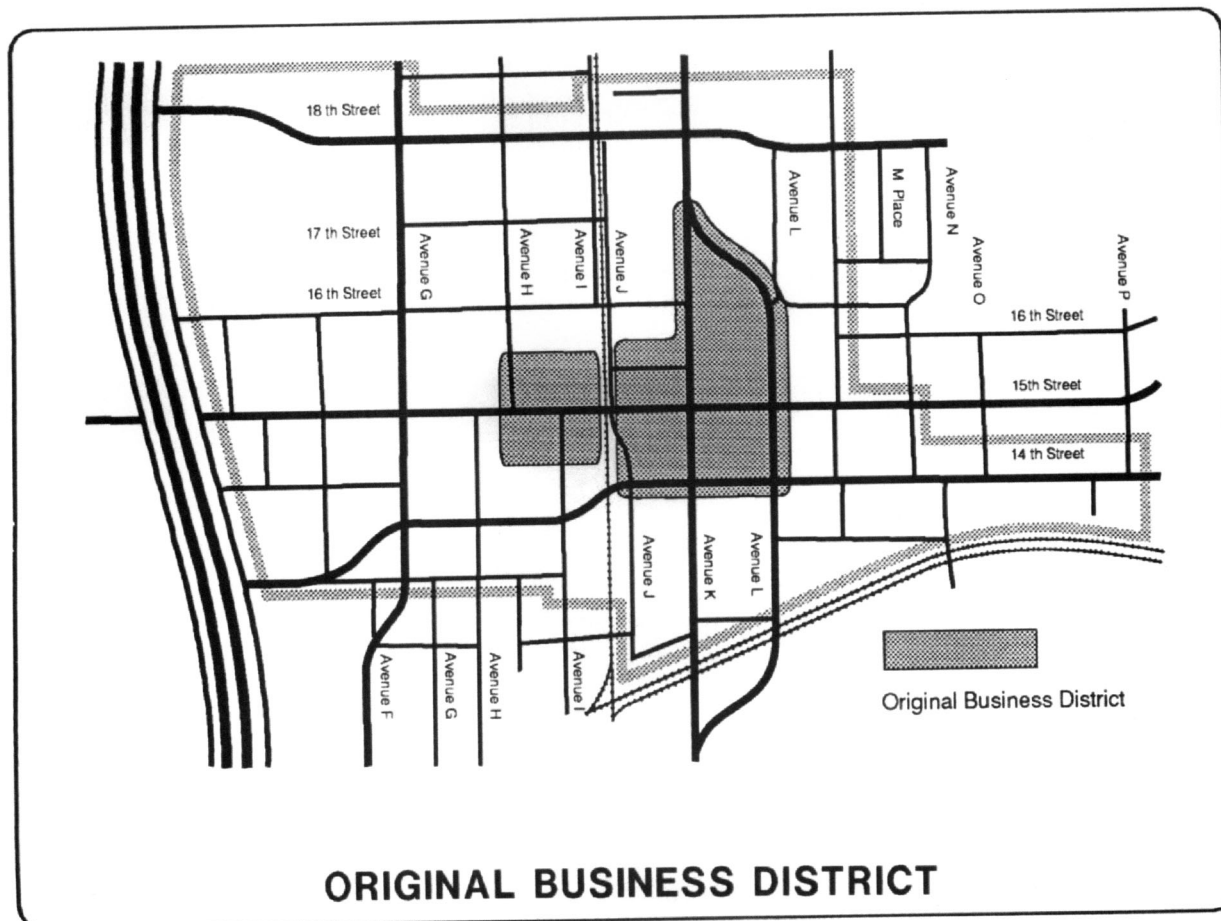 18 th Street
17 th Street
16 th Street
Avenue G
Avenue H
Avenue I
Avenue J
Avenue L
M Place
Avenue N
Avenue O
Avenue P
16 th Street
15th Street
14 th Street
Avenue J
Avenue K
Avenue L
Avenue F
Avenue G
Avenue H
Avenue I
Original Business District
ORIGINAL BUSINESS DISTRICT